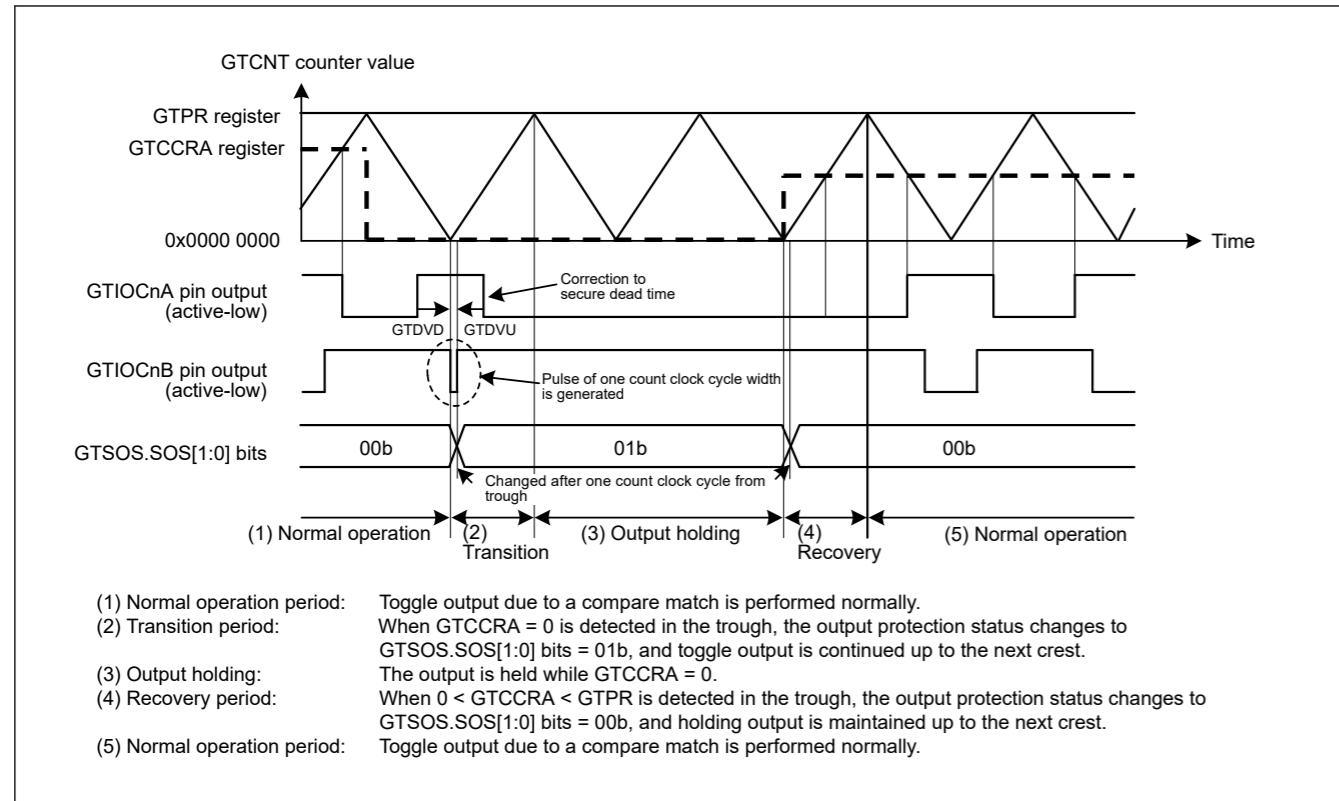 GTCNT counter value
GTPR register
GTCCRA register
0x0000 0000
Time
GTIOCnA pin output
(active-low)
Correction to
secure dead time
GTDVD
GTDVU
GTIOCnB pin output
(active-low)
Pulse of one count clock cycle width
is generated
GTSOS.SOS[1:0] bits
00b
01b
00b
Changed after one count clock cycle from
trough
(1) Normal operation
(2)
Transition
(3) Output holding
(4)
Recovery
(5) Normal operation
(1) Normal operation period: Toggle output due to a compare match is performed normally.
(2) Transition period: When GTCCRA = 0 is detected in the trough, the output protection status changes to
GTSOS.SOS[1:0] bits = 01b, and toggle output is continued up to the next crest.
(3) Output holding: The output is held while GTCCRA = 0.
(4) Recovery period: When 0 < GTCCRA < GTPR is detected in the trough, the output protection status changes to
GTSOS.SOS[1:0] bits = 00b, and holding output is maintained up to the next crest.
(5) Normal operation period: Toggle output due to a compare match is performed normally.